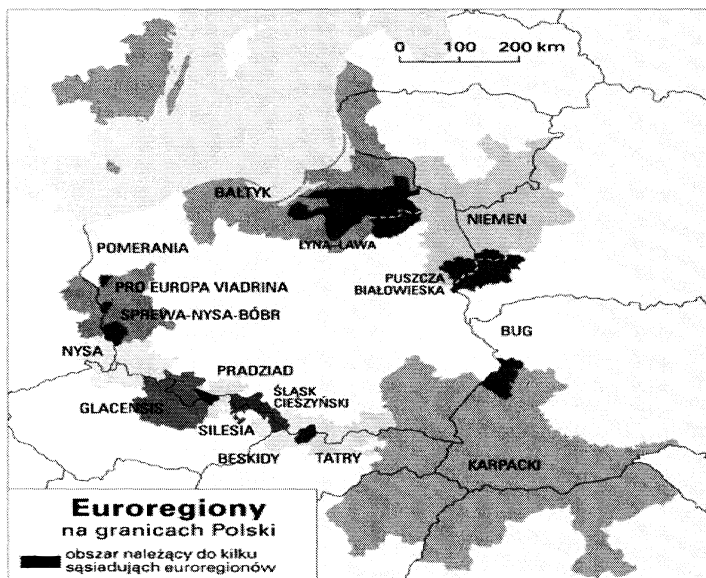 0 100 200 km
BAŁTYK
NIEMEN
ŁYNA-ŁAWA
POMERANIA
PUSZCZA
BIAŁOWIESKA
PRO EUROPA VIADRINA
SPREWA-NYSA-BÓBR
BUG
NYSA
PRADZIAD
ŚLĄSK
CIESZYŃSKI
GLACENSIS
SILESIA
BESKIDY
TATRY
KARPACKI
Euroregiony
na granicach Polski
obszar należący do kilku
sąsiadująch euroregionów